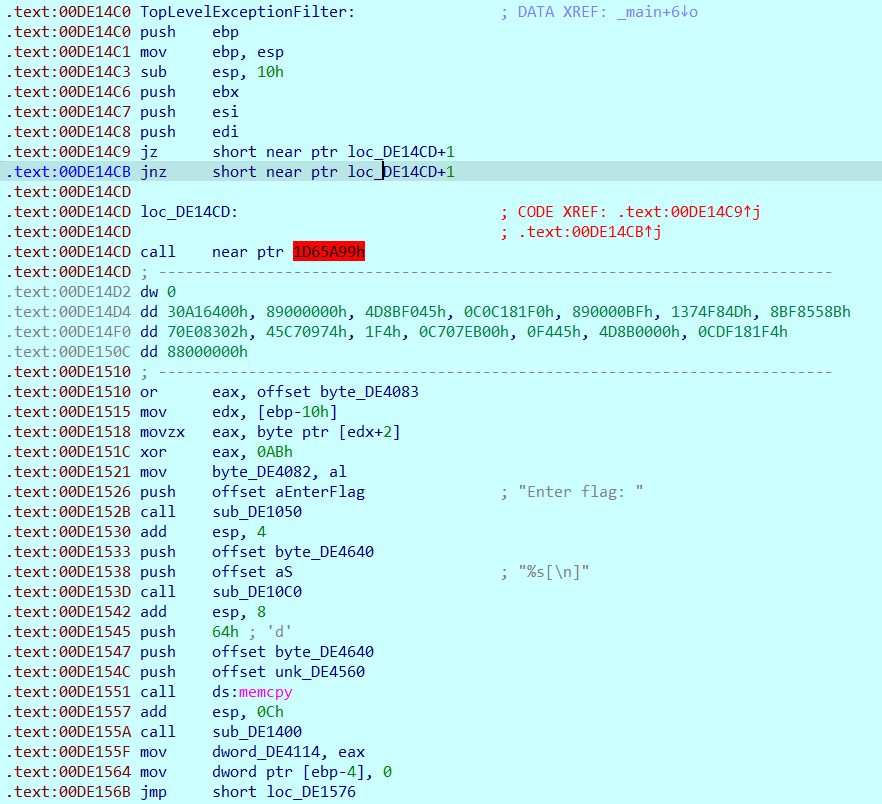 .text:00DE14C0 TopLevelExceptionFilter: ; DATA XREF: _main+6↓o
.text:00DE14C0 push ebp
.text:00DE14C1 mov ebp, esp
.text:00DE14C3 sub esp, 10h
.text:00DE14C6 push ebx
.text:00DE14C7 push esi
.text:00DE14C8 push edi
.text:00DE14C9 jz short near ptr loc_DE14CD+1
.text:00DE14CB jnz short near ptr loc_DE14CD+1
.text:00DE14CD
.text:00DE14CD loc_DE14CD: ; CODE XREF: .text:00DE14C9↑j
.text:00DE14CD ; .text:00DE14CB↑j
.text:00DE14CD call near ptr 1D65A99h
.text:00DE14CD ; ---------------------------------------------------------------------------
.text:00DE14D2 dw 0
.text:00DE14D4 dd 30A16400h, 89000000h, 4D8BF045h, 0C0C181F0h, 890000BFh, 1374F84Dh, 8BF8558Bh
.text:00DE14F0 dd 70E08302h, 45C70974h, 1F4h, 0C707EB00h, 0F445h, 4D8B0000h, 0CDF181F4h
.text:00DE150C dd 88000000h
.text:00DE1510 ; ---------------------------------------------------------------------------
.text:00DE1510 or eax, offset byte_DE4083
.text:00DE1515 mov edx, [ebp-10h]
.text:00DE1518 movzx eax, byte ptr [edx+2]
.text:00DE151C xor eax, 0ABh
.text:00DE1521 mov byte_DE4082, al
.text:00DE1526 push offset aEnterFlag ; "Enter flag: "
.text:00DE152B call sub_DE1050
.text:00DE1530 add esp, 4
.text:00DE1533 push offset byte_DE4640
.text:00DE1538 push offset aS ; "%s[\n]"
.text:00DE153D call sub_DE10C0
.text:00DE1542 add esp, 8
.text:00DE1545 push 64h ; 'd'
.text:00DE1547 push offset byte_DE4640
.text:00DE154C push offset unk_DE4560
.text:00DE1551 call ds:memcpy
.text:00DE1557 add esp, 0Ch
.text:00DE155A call sub_DE1400
.text:00DE155F mov dword_DE4114, eax
.text:00DE1564 mov dword ptr [ebp-4], 0
.text:00DE156B jmp short loc_DE1576